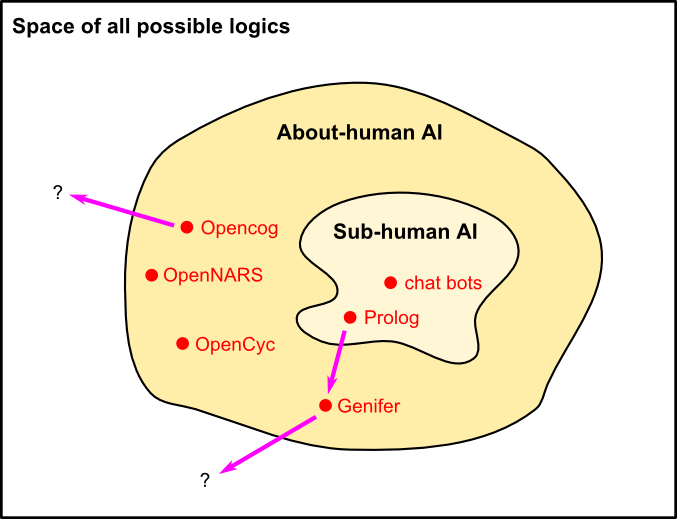 Space of all possible logics
About-human AI
?
Opencog
Sub-human AI
OpenNARS
chat bots
Prolog
OpenCyc
Genifer
?